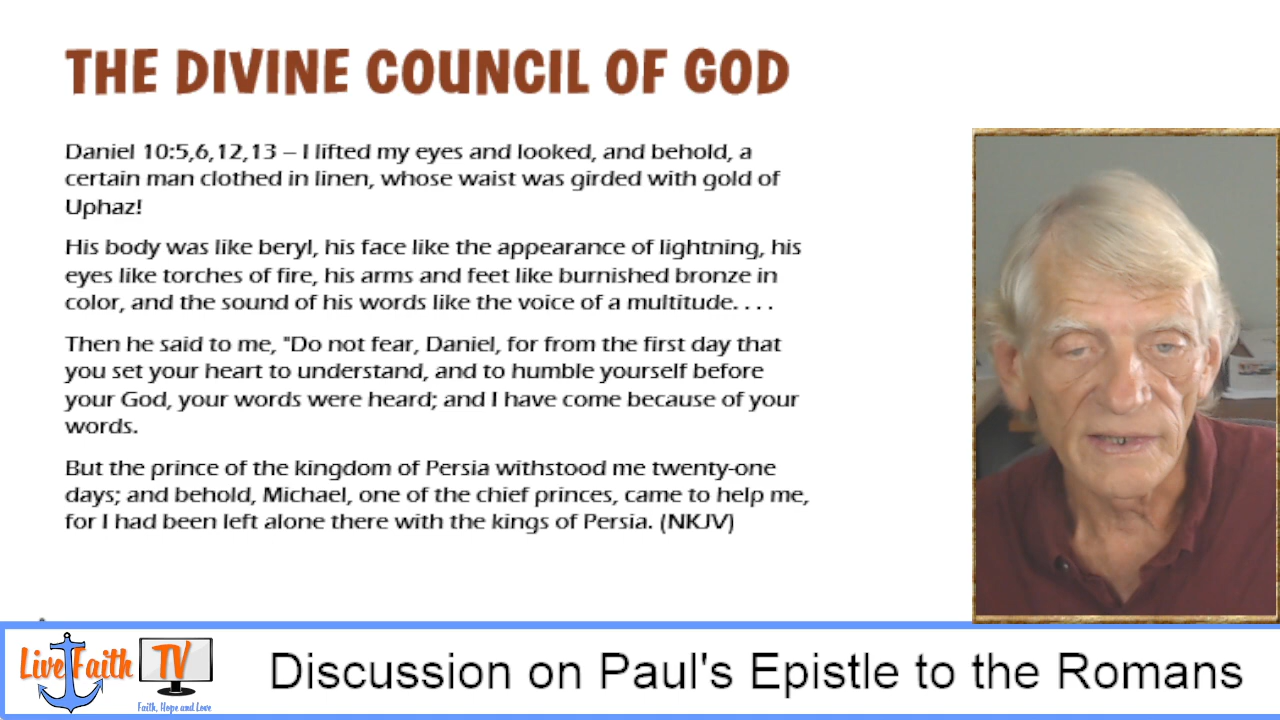 THE DIVINE COUNCIL OF GOD
Daniel 10:5,6,12,13 – I lifted my eyes and looked, and behold, a
certain man clothed in linen, whose waist was girded with gold of
Uphaz!
His body was like beryl, his face like the appearance of lightning, his
eyes like torches of fire, his arms and feet like burnished bronze in
color, and the sound of his words like the voice of a multitude. . . .
Then he said to me, "Do not fear, Daniel, for from the first day that
you set your heart to understand, and to humble yourself before
your God, your words were heard; and I have come because of your
words.
But the prince of the kingdom of Persia withstood me twenty-one
days; and behold, Michael, one of the chief princes, came to help me,
for I had been left alone there with the kings of Persia. (NKJV)
Live Faith TV
Faith, Hope and Love
Discussion on Paul's Epistle to the Romans